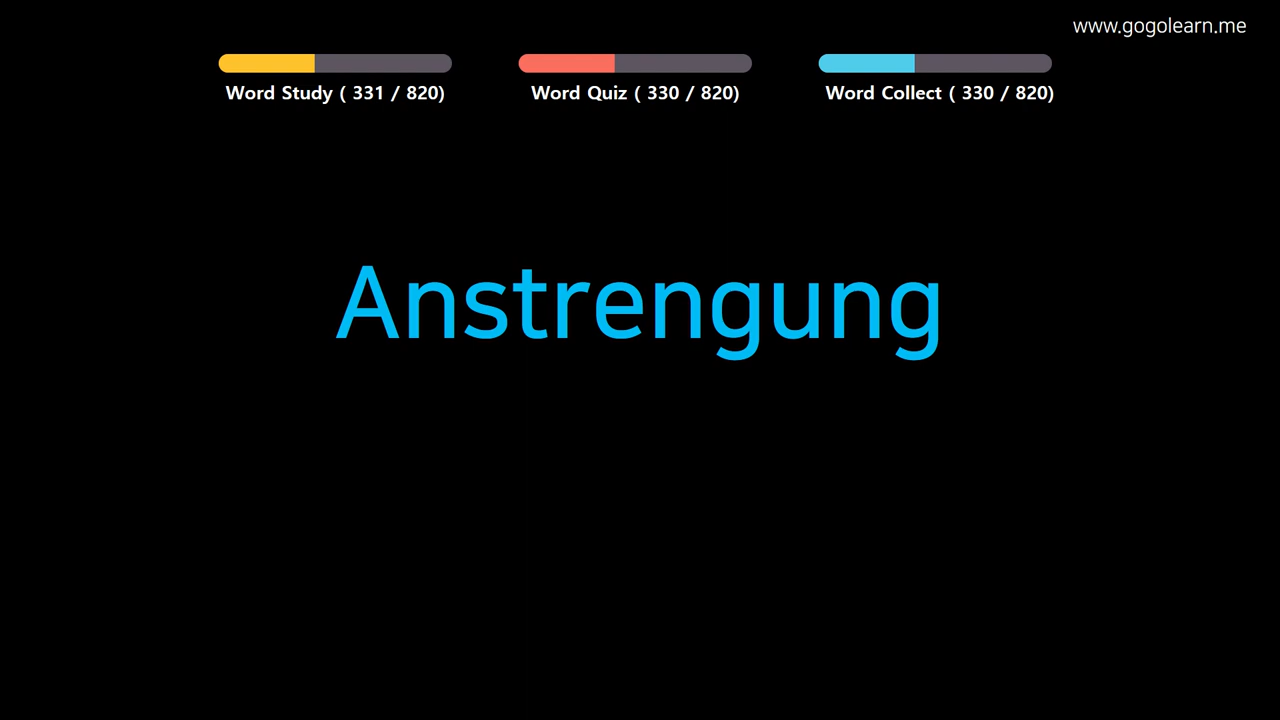 www.gogolearn.me
Word Study ( 331 / 820)
Word Quiz ( 330 / 820)
Word Collect ( 330 / 820)
Anstrengung